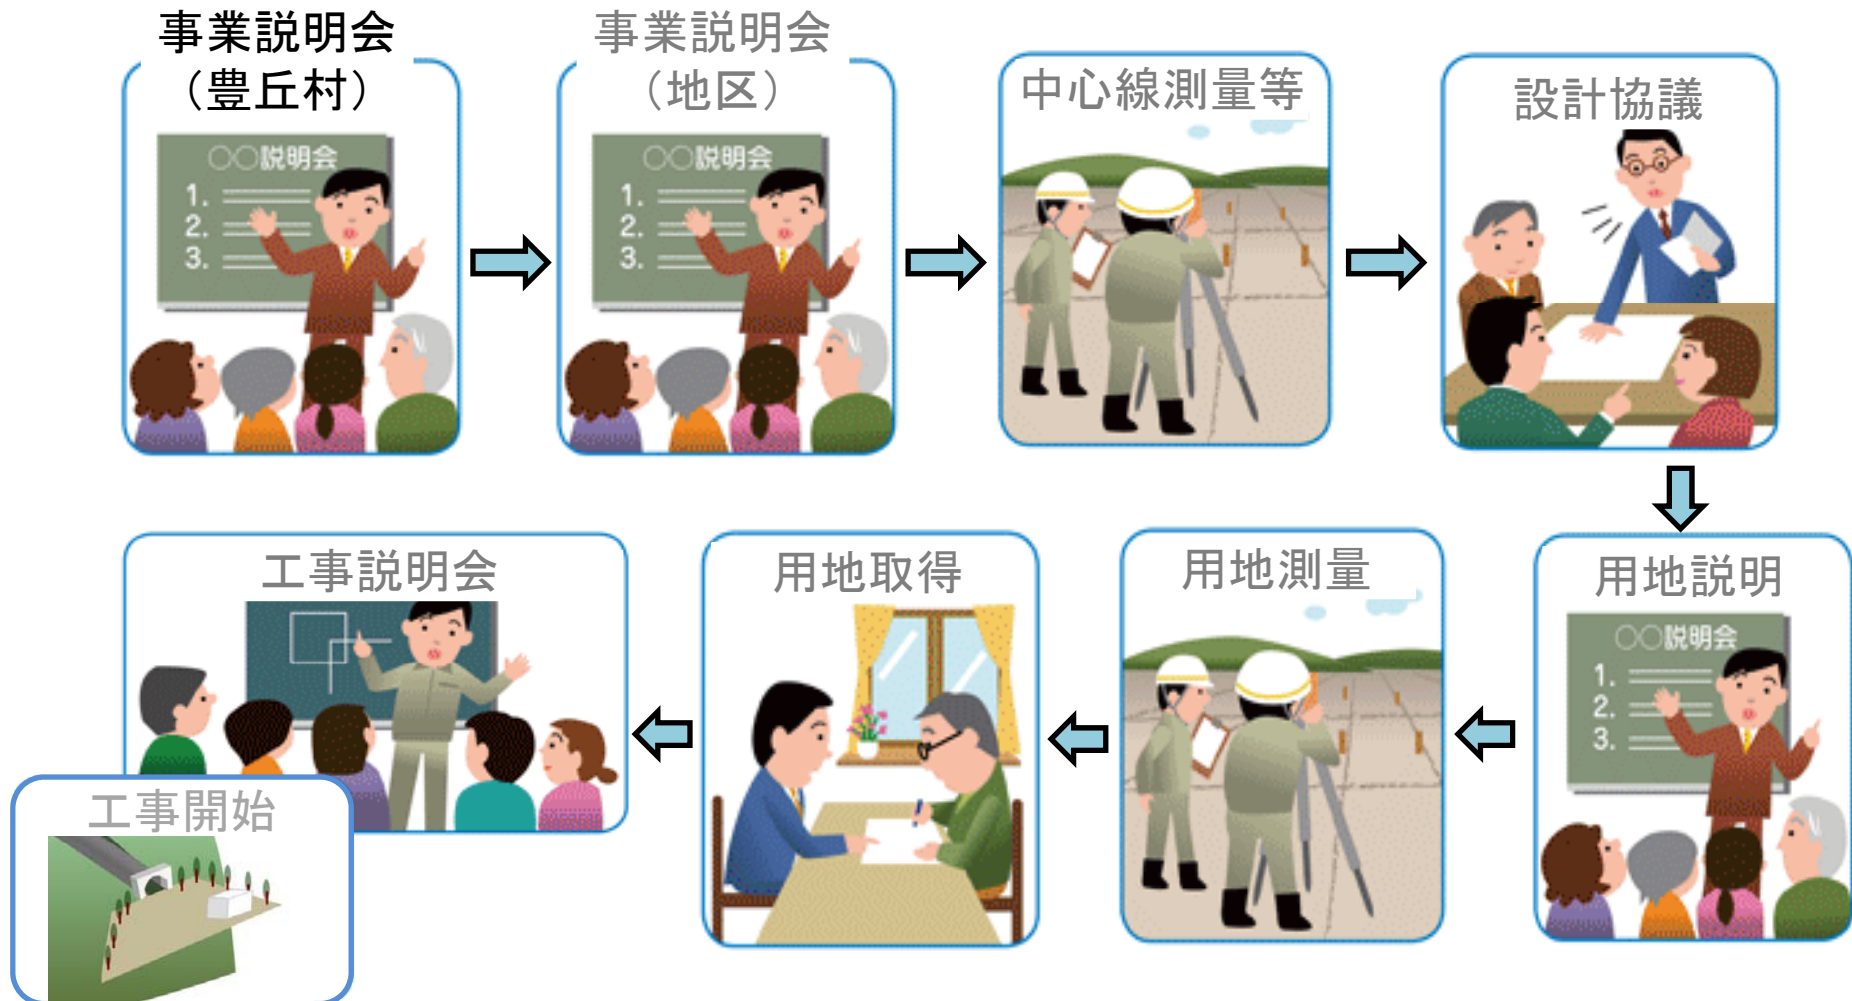 事業説明会
（豊丘村）
○○説明会
1.
2.
3.
事業説明会
（地区）
○○説明会
1.
2.
3.
中心線測量等
設計協議
用地説明
○○説明会
1.
2.
3.
用地測量
用地取得
工事説明会
工事開始